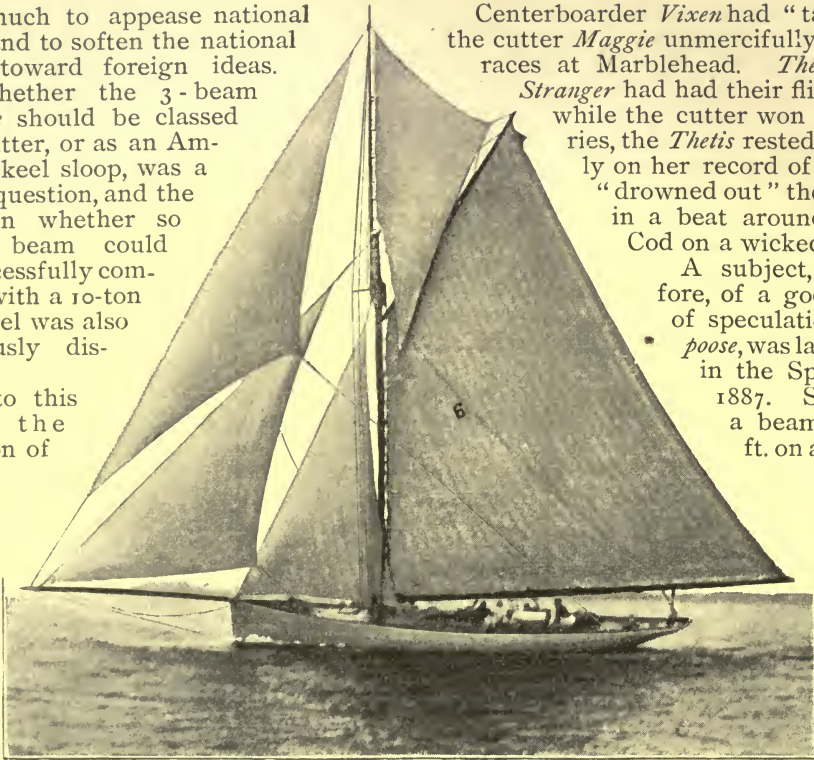 much to appease national
nd to soften the national
toward foreign ideas.
hether the 3-beam
r should be classed
tter, or as an Am-
keel sloop, was a
question, and the
n whether so
beam could
cessfully com-
with a 10-ton
el was also
usly dis-
to this
the
on of
Centerboarder Vixen had "ta
the cutter Maggie unmercifully
races at Marblehead. The
Stranger had had their fli
while the cutter won
ries, the Thetis rested
ly on her record of
"drowned out" the
in a beat around
Cod on a wicked
A subject,
fore, of a goo
of speculati
poose, was la
in the Sp
1887. S
a beam
ft. on a
6